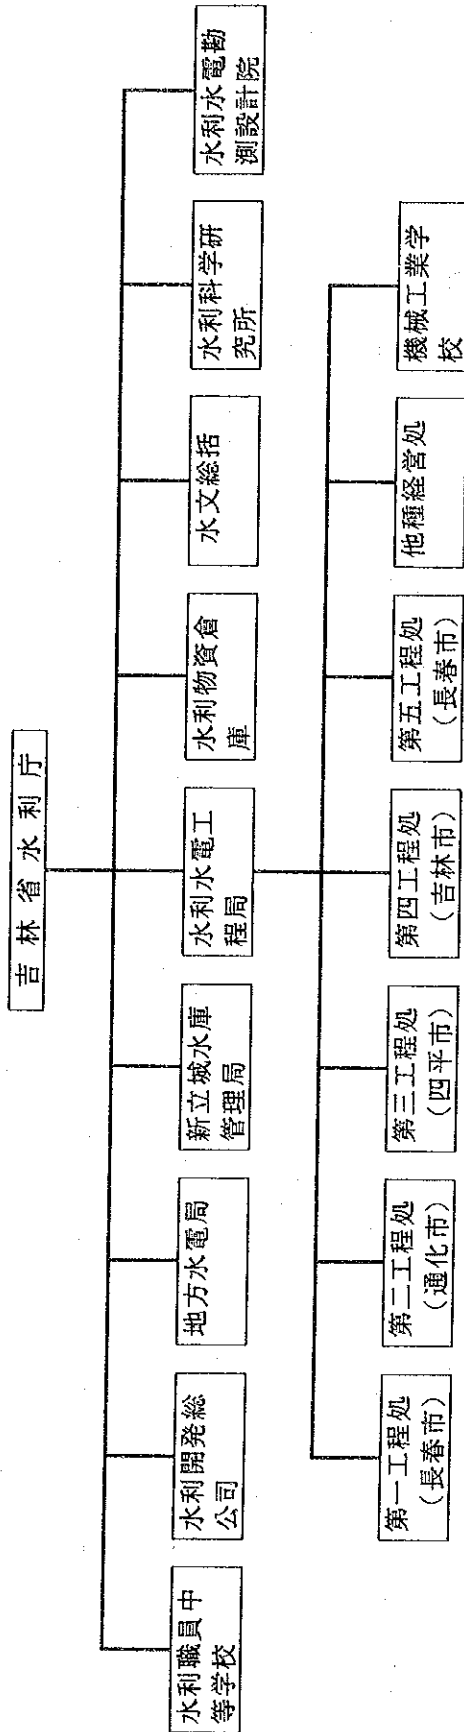 吉林省水利庁
水利職員中
等学校
水利開発総
公司
地方水電局
新立城水庫
管理局
水利水電工
程局
水利物資倉
庫
水文総括
水利科学研
究所
水利水電勘
測設計院
第一工程処
（長春市）
第二工程処
（通化市）
第三工程処
（四平市）
第四工程処
（吉林市）
第五工程処
（長春市）
他種経営処
機械工業学
校